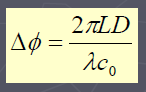 Δϕ = 2πLD / λc₀